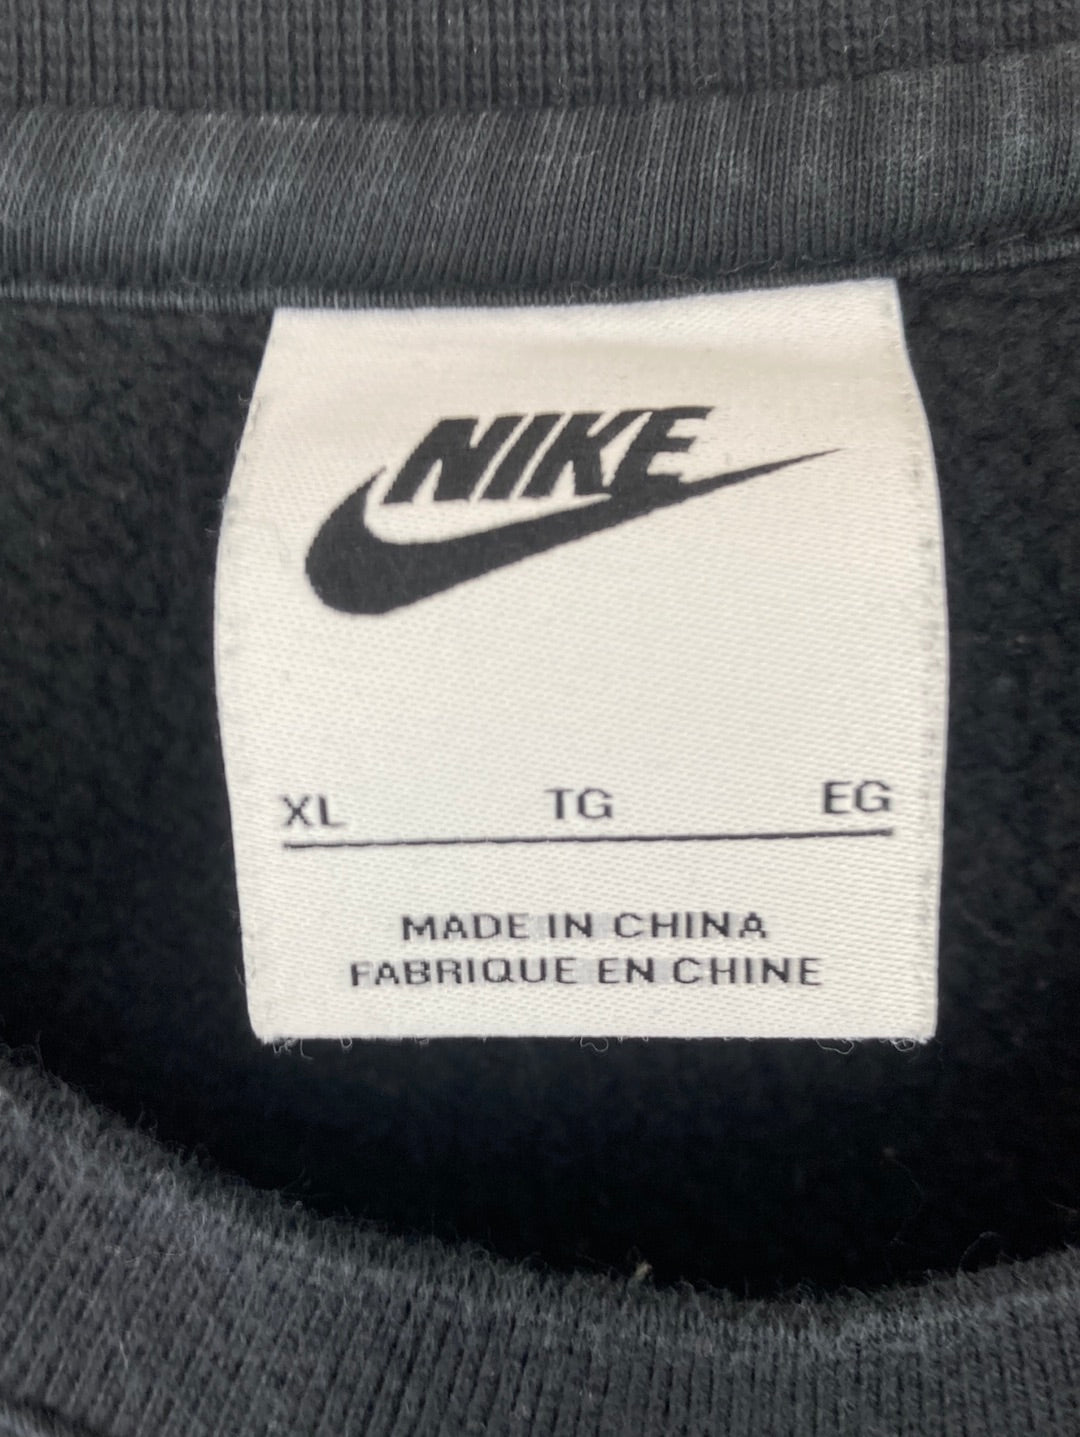 NIKE
XL TG EG
MADE IN CHINA
FABRIQUE EN CHINE